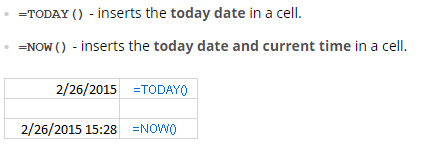 • =TODAY() - inserts the today date in a cell.
• =NOW() - inserts the today date and current time in a cell.
2/26/2015 =TODAY()
2/26/2015 15:28 =NOW()